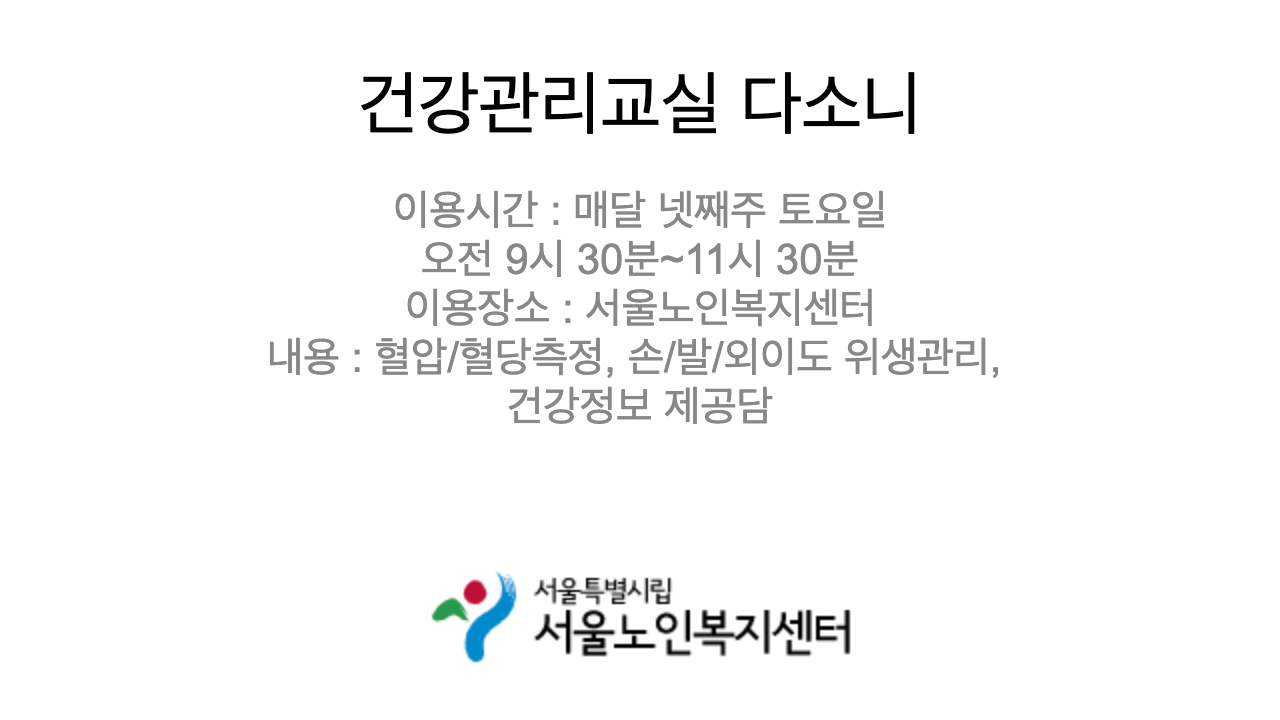 건강관리교실 다소니
이용시간 : 매달 넷째주 토요일
오전 9시 30분~11시 30분
이용장소 : 서울노인복지센터
내용 : 혈압/혈당측정, 손/발/외이도 위생관리,
건강정보 제공담
서울특별시립
서울노인복지센터